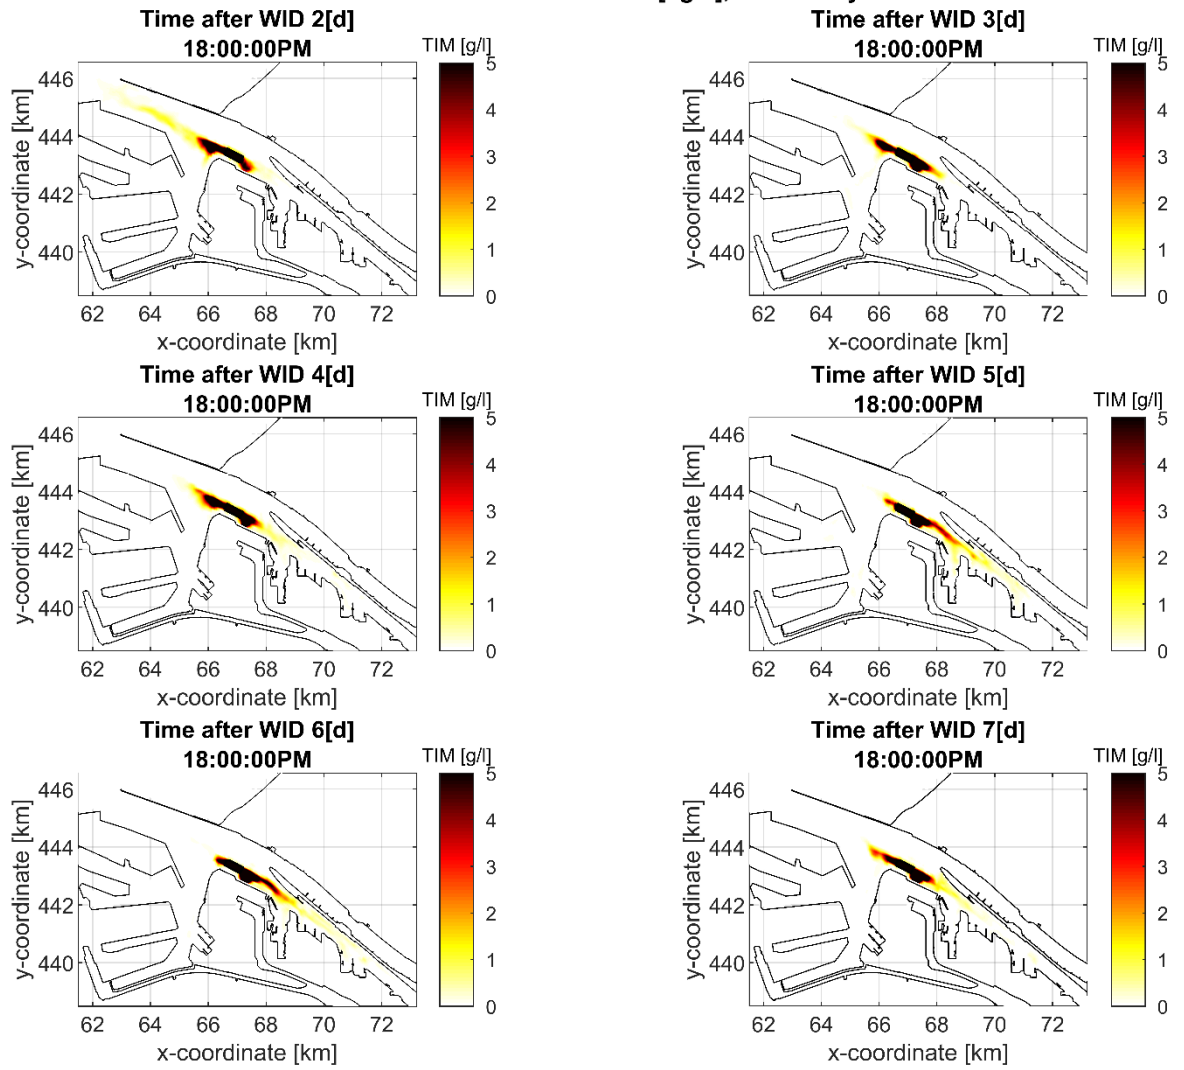 Time after WID 2[d]
18:00:00PM
TIM [g/l]
446
444
442
440
y-coordinate [km]
62 64 66 68 70 72
x-coordinate [km]
5
4
3
2
1
0
Time after WID 3[d]
18:00:00PM
TIM [g/l]
446
444
442
440
y-coordinate [km]
62 64 66 68 70 72
x-coordinate [km]
5
4
3
2
1
0
Time after WID 4[d]
18:00:00PM
TIM [g/l]
446
444
442
440
y-coordinate [km]
62 64 66 68 70 72
x-coordinate [km]
5
4
3
2
1
0
Time after WID 5[d]
18:00:00PM
TIM [g/l]
446
444
442
440
y-coordinate [km]
62 64 66 68 70 72
x-coordinate [km]
5
4
3
2
1
0
Time after WID 6[d]
18:00:00PM
TIM [g/l]
446
444
442
440
y-coordinate [km]
62 64 66 68 70 72
x-coordinate [km]
5
4
3
2
1
0
Time after WID 7[d]
18:00:00PM
TIM [g/l]
446
444
442
440
y-coordinate [km]
62 64 66 68 70 72
x-coordinate [km]
5
4
3
2
1
0